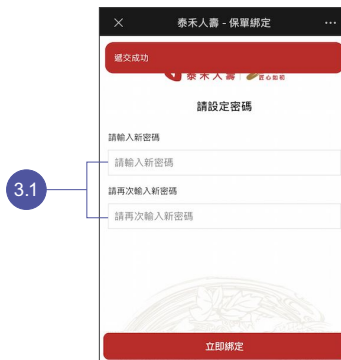 泰禾人壽 - 保單綁定
遞交成功
泰禾人壽 匠心如初
請設定密碼
請輸入新密碼
3.1
請輸入新密碼
請再次輸入新密碼
請再次輸入新密碼
立即綁定